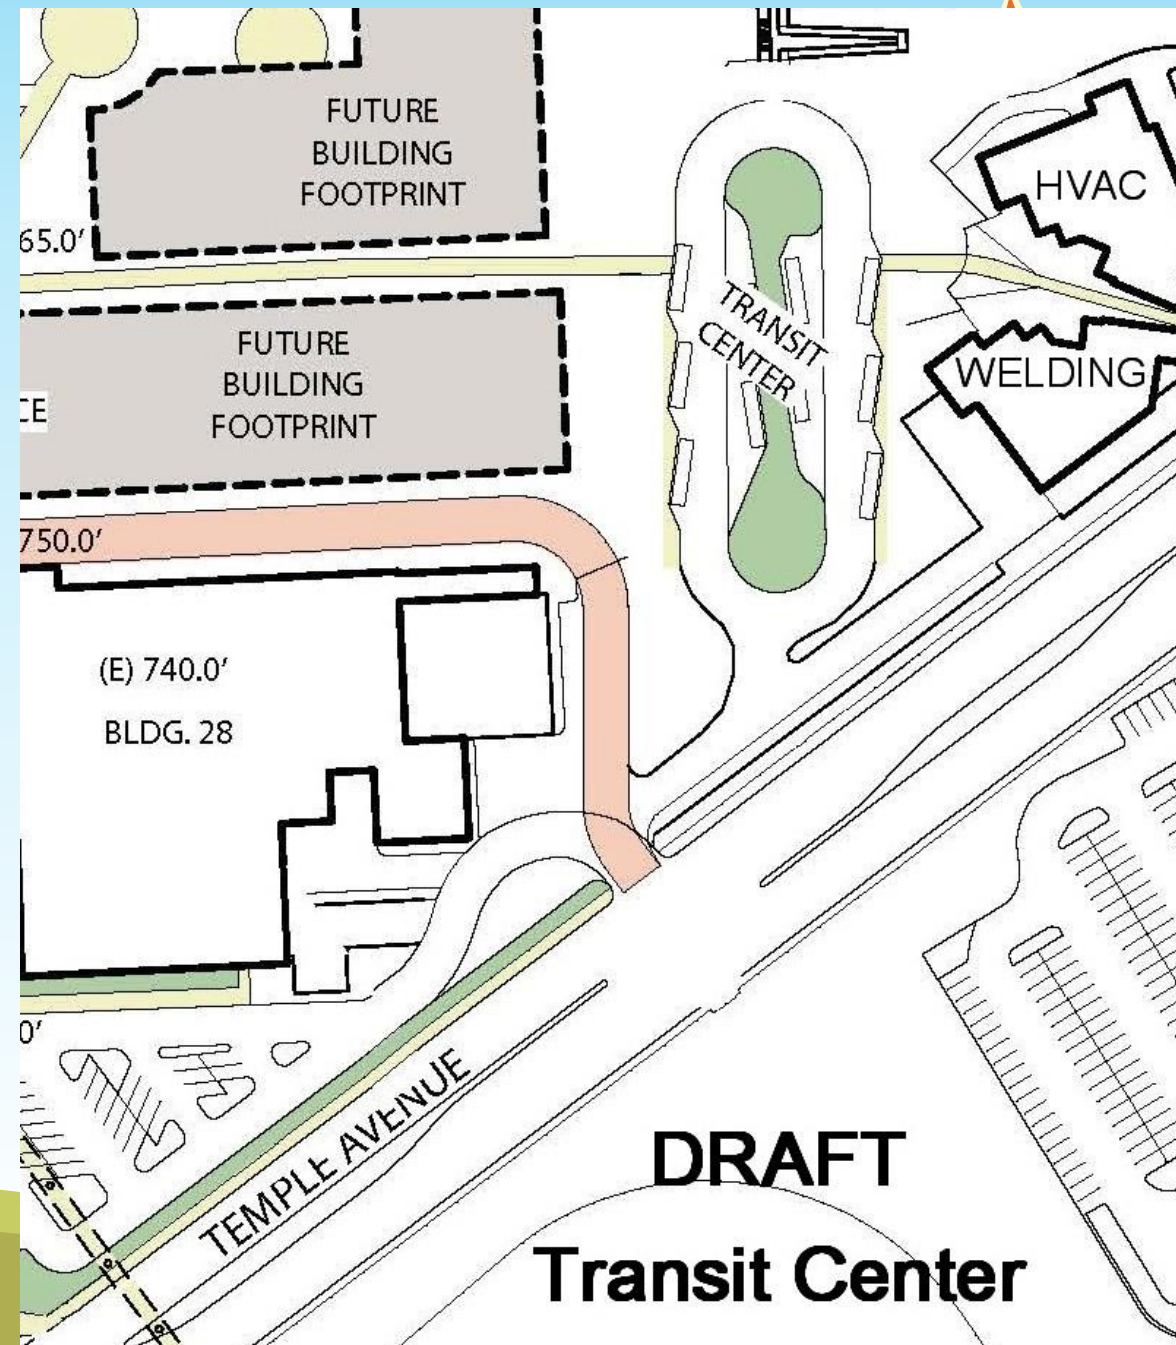 FUTURE
BUILDING
FOOTPRINT
65.0'
HVAC
TRANSIT
CENTER
FUTURE
BUILDING
FOOTPRINT
WELDING
CE
750.0'
(E) 740.0'
BLDG. 28
0'
TEMPLE AVENUE
DRAFT
Transit Center